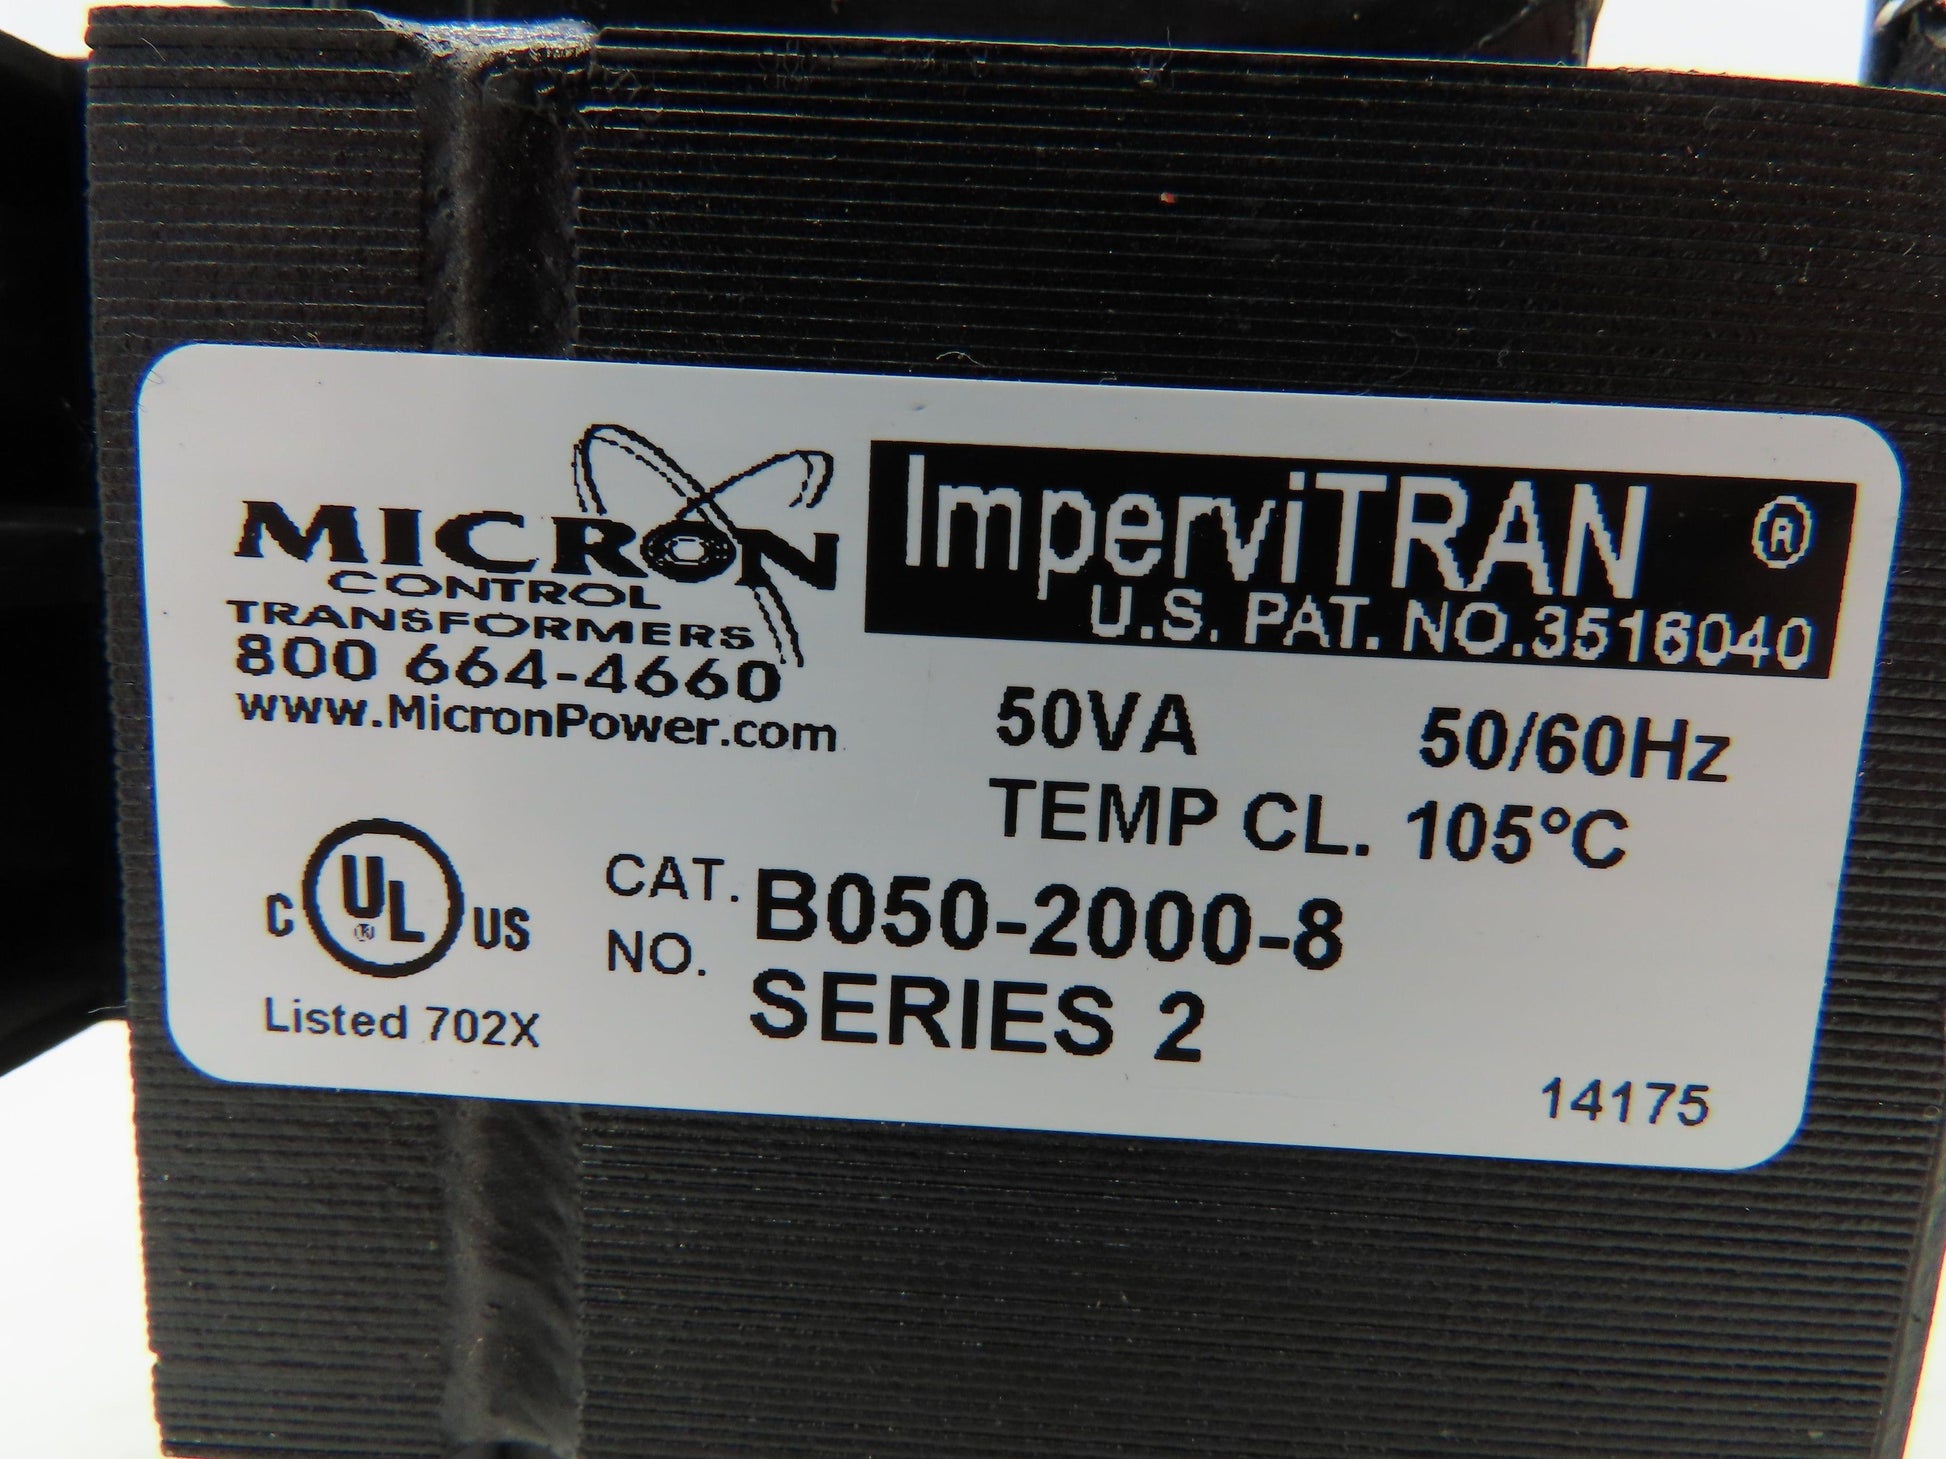 MICRON
CONTROL
TRANSFORMERS
800 664-4660
www.MicronPower.com
ImperviTRAN ®
U.S. PAT. NO.3516040
50VA 50/60Hz
TEMP CL. 105°C
CAT. NO. B050-2000-8
SERIES 2
C UL ® US
Listed 702X
14175